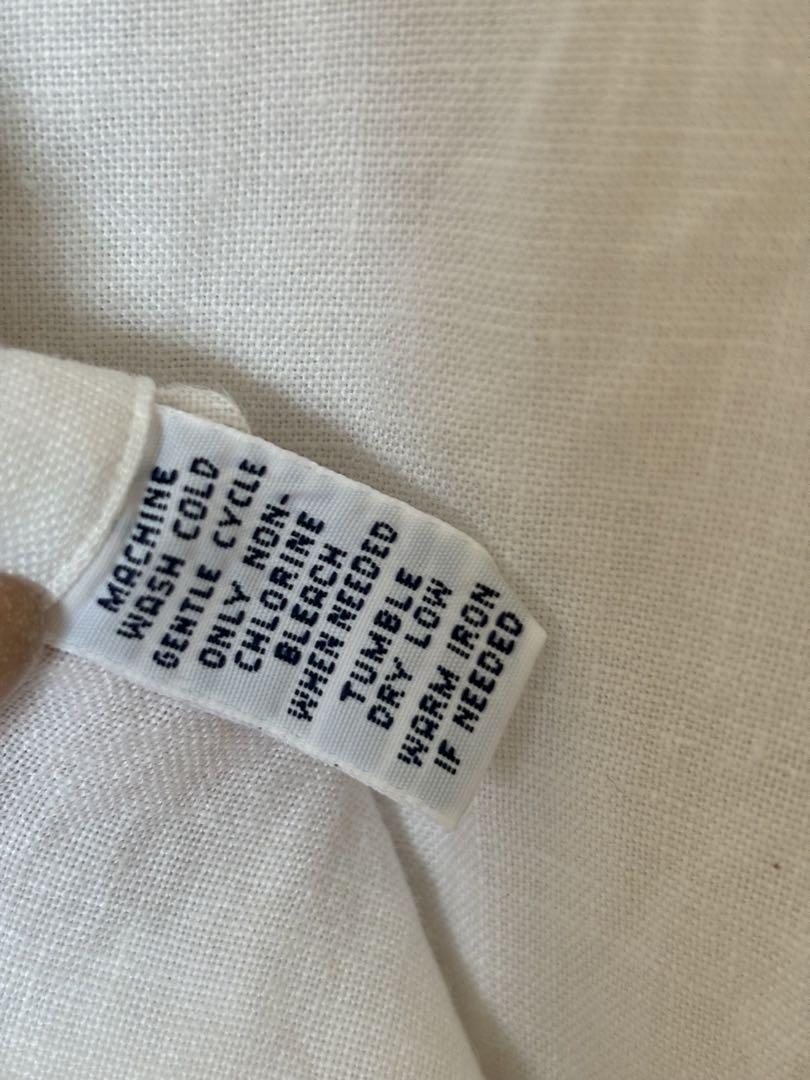 MACHINE
WASH COLD
GENTLE CYCLE
ONLY NON-
CHLORINE
BLEACH
WHEN NEEDED
TUMBLE
DRY LOW
WARM IRON
IF NEEDED